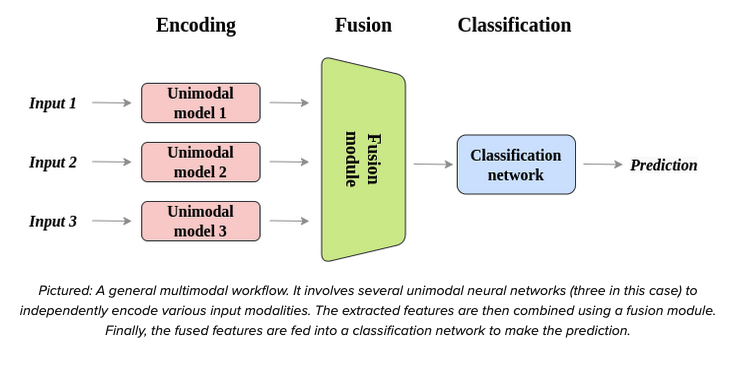 Encoding
Fusion
Classification
Input 1
Unimodal
model 1
Input 2
Unimodal
model 2
Input 3
Unimodal
model 3
Fusion
module
Classification
network
Prediction
Pictured: A general multimodal workflow. It involves several unimodal neural networks (three in this case) to
independently encode various input modalities. The extracted features are then combined using a fusion module.
Finally, the fused features are fed into a classification network to make the prediction.